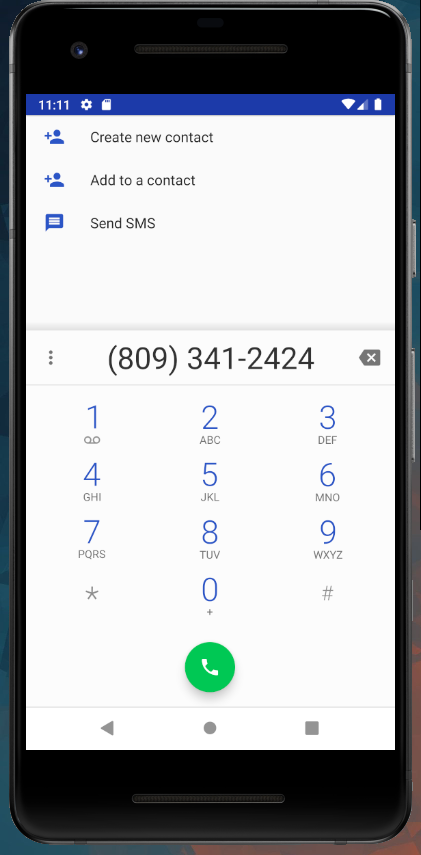 11:11
Create new contact
Add to a contact
Send SMS
(809) 341-2424
1 2 3
ABC DEF
4 5 6
GHI JKL MNO
7 8 9
PQRS TUV WXYZ
* 0 #
+